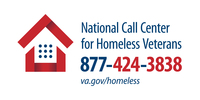 National Call Center
for Homeless Veterans
877-424-3838
va.gov/homeless